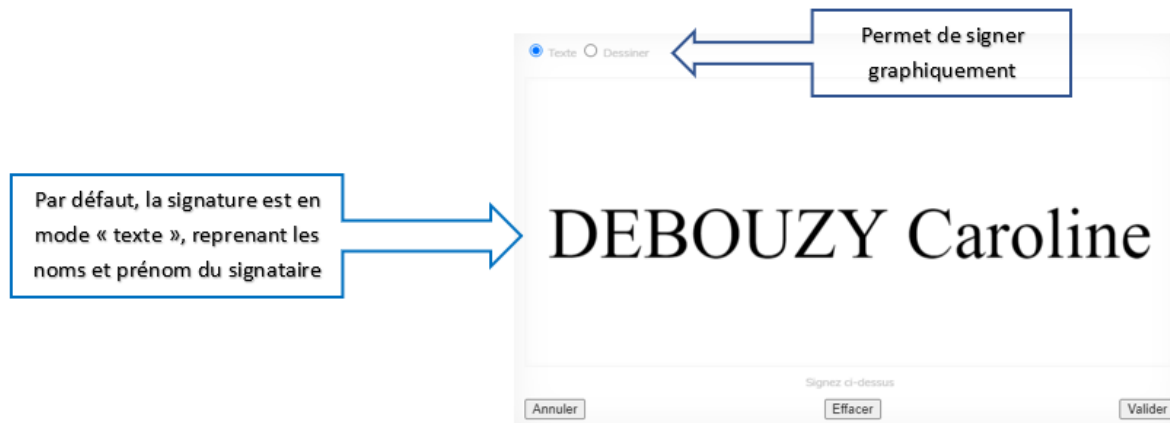 Texte Dessiner
Permet de signer
graphiquement
Par défaut, la signature est en
mode « texte », reprenant les
noms et prénom du signataire
DEBOUZY Caroline
Signez ci-dessus
Annuler Effacer Valider